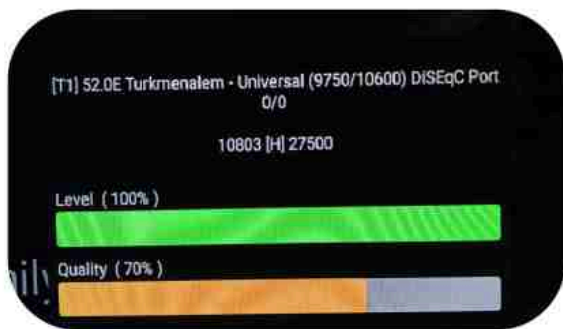 [T1] 52.0E Turkmenalem - Universal (9750/10600) DiSEqC Port
0/0
10803 [H] 27500
Level ( 100% )
Quality ( 70% )